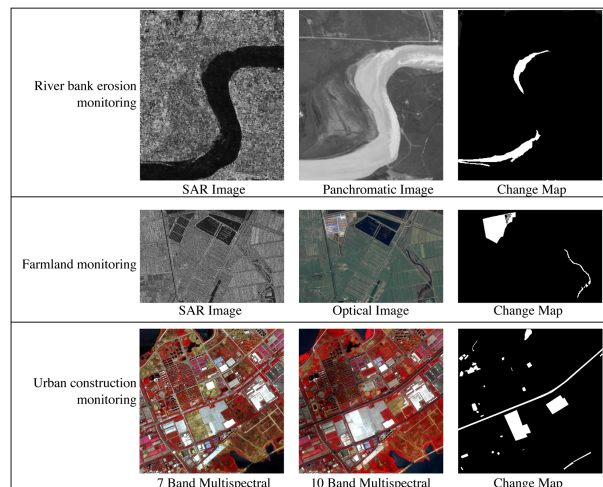 River bank erosion
monitoring
SAR Image
Panchromatic Image
Change Map
Farmland monitoring
SAR Image
Optical Image
Change Map
Urban construction
monitoring
7 Band Multispectral
10 Band Multispectral
Change Map